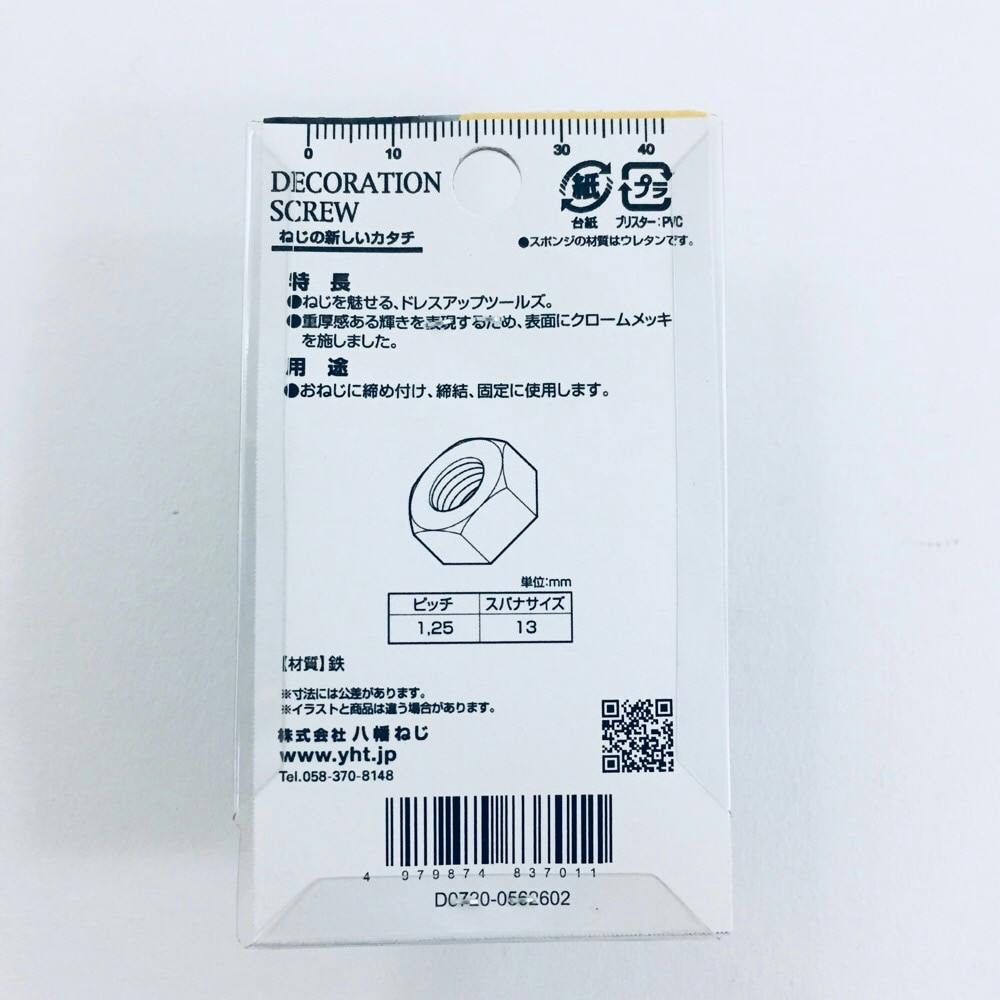 0 10 30 40
DECORATION
SCREW
ねじの新しいカタチ
紙 プラ
台紙 ブリスター:PVC
●スポンジの材質はウレタンです。
特長
●ねじを魅せる、ドレスアップツールズ。
●重厚感ある輝きを表現するため、表面にクロームメッキ
を施しました。
用途
●おねじに締め付け、締結、固定に使用します。
単位:mm
ピッチ スパナサイズ
1.25 13
【材質】鉄
※寸法には公差があります。
※イラストと商品は違う場合があります。
株式会社 八幡ねじ
www.yht.jp
Tel.058-370-8148
4 979874 837011